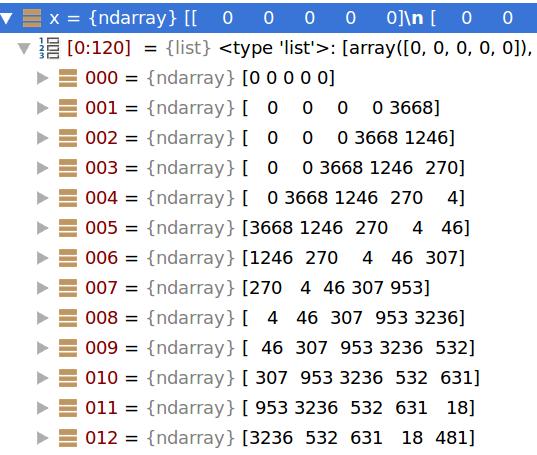 x = {ndarray} [[ 0 0 0 0 0]\n [ 0 0
[0:120] = {list} <type 'list'>: [array([0, 0, 0, 0, 0]),
000 = {ndarray} [0 0 0 0 0]
001 = {ndarray} [ 0 0 0 0 3668]
002 = {ndarray} [ 0 0 0 3668 1246]
003 = {ndarray} [ 0 0 3668 1246 270]
004 = {ndarray} [ 0 3668 1246 270 4]
005 = {ndarray} [3668 1246 270 4 46]
006 = {ndarray} [1246 270 4 46 307]
007 = {ndarray} [270 4 46 307 953]
008 = {ndarray} [ 4 46 307 953 3236]
009 = {ndarray} [ 46 307 953 3236 532]
010 = {ndarray} [ 307 953 3236 532 631]
011 = {ndarray} [ 953 3236 532 631 18]
012 = {ndarray} [3236 532 631 18 481]